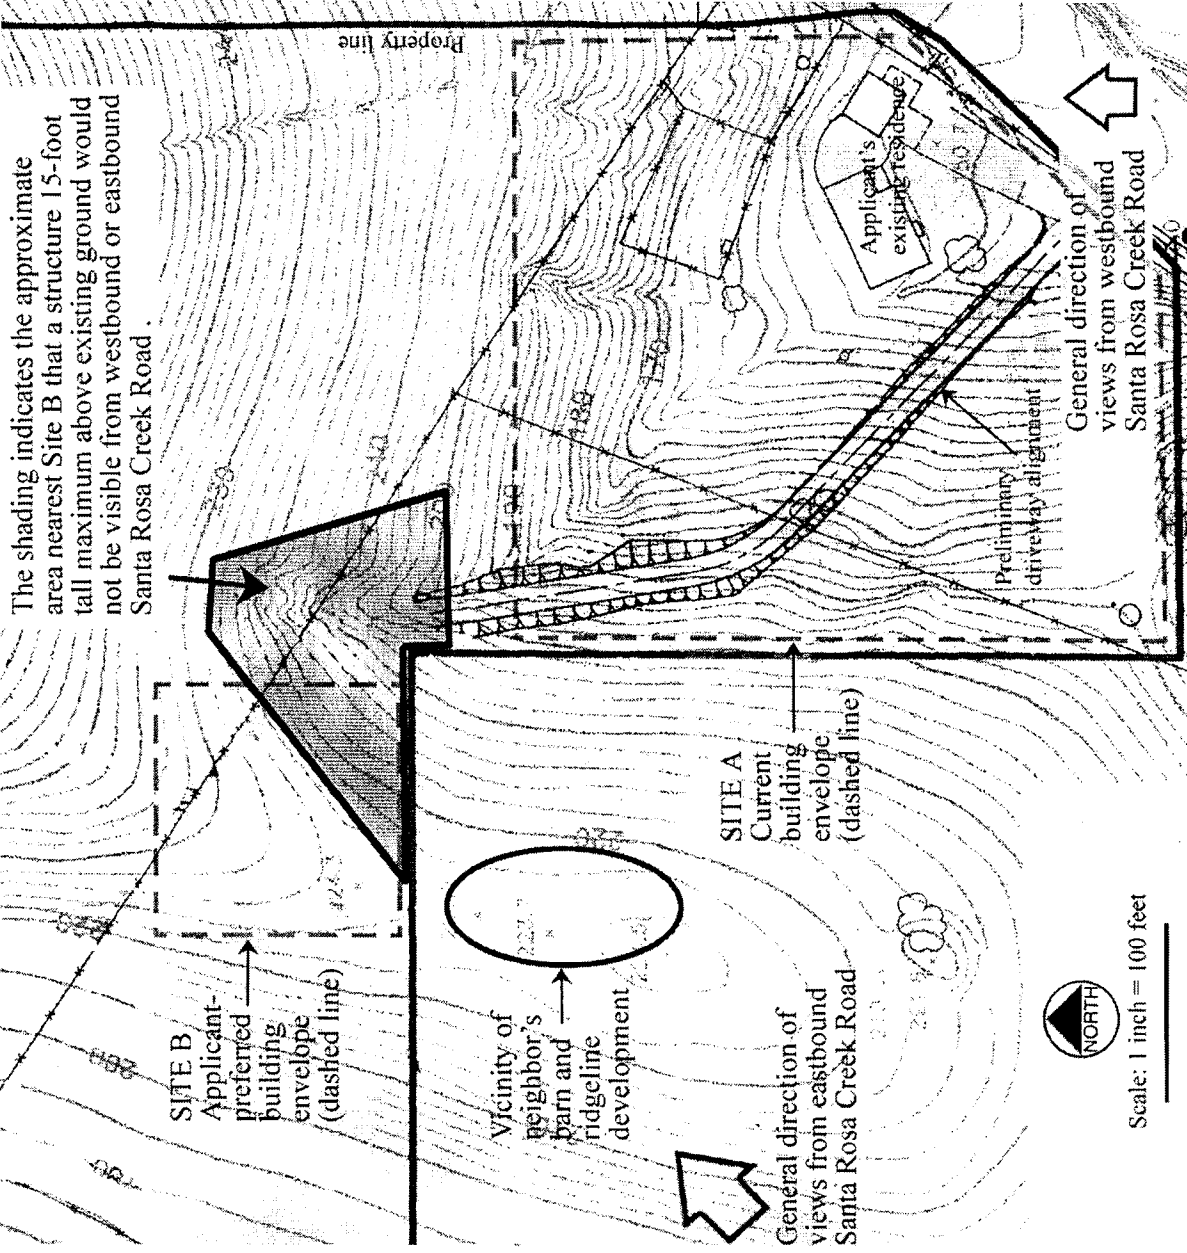 The shading indicates the approximate
area nearest Site B that a structure 15-foot
tall maximum above existing ground would
not be visible from westbound or eastbound
Santa Rosa Creek Road .
Property line
Applicant's
existing residence
General direction of
views from westbound
Santa Rosa Creek Road
Preliminary
driveway alignment
SITE A
Current
building
envelope
(dashed line)
SITE B
Applicant-
preferred
building
envelope
(dashed line)
Vicinity of
neighbor's
barn and
ridgeline
development
General direction of
views from eastbound
Santa Rosa Creek Road
NORTH
Scale: 1 inch = 100 feet
170
180